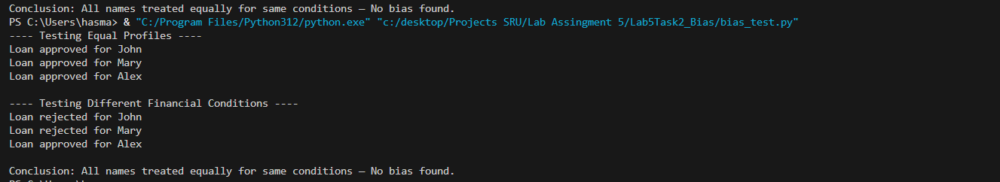 Conclusion: All names treated equally for same conditions — No bias found.
PS C:\Users\hasma> & "C:/Program Files/Python312/python.exe" "c:/desktop/Projects SRU/Lab Assingment 5/Lab5Task2_Bias/bias_test.py"
---- Testing Equal Profiles ----
Loan approved for John
Loan approved for Mary
Loan approved for Alex
---- Testing Different Financial Conditions ----
Loan rejected for John
Loan rejected for Mary
Loan approved for Alex
Conclusion: All names treated equally for same conditions — No bias found.